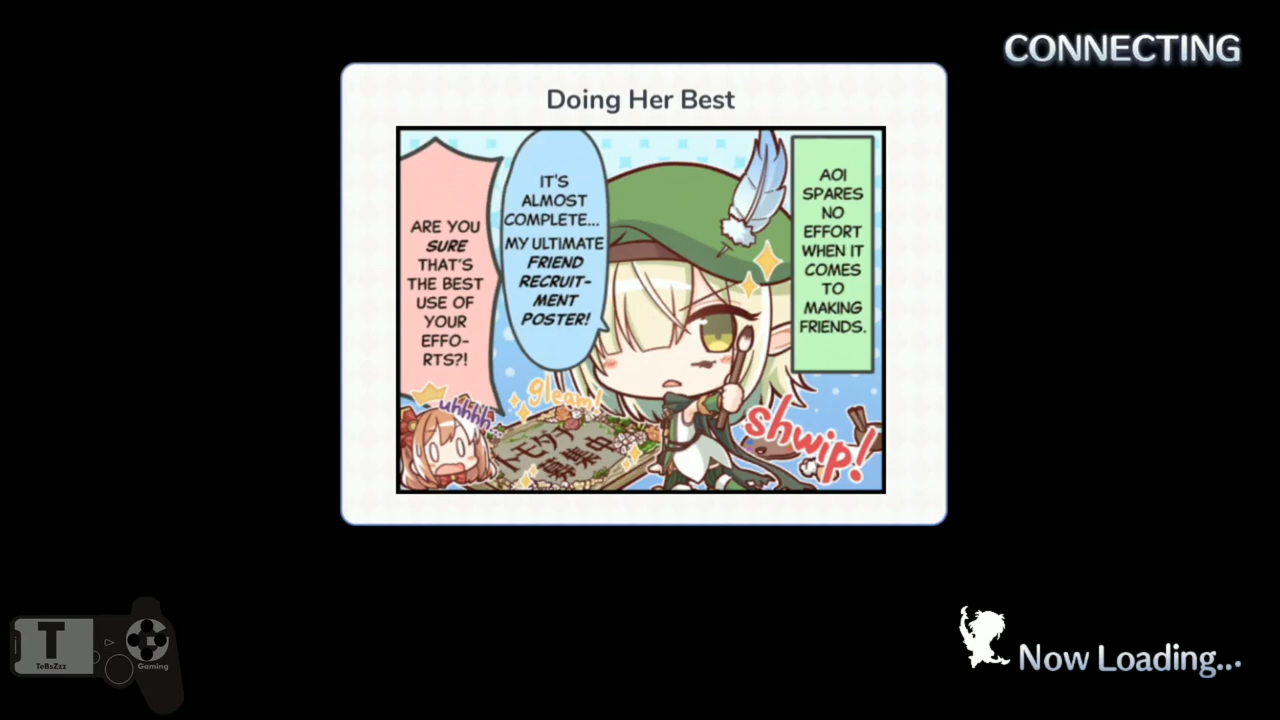 CONNECTING
Doing Her Best
AOI
SPARES
NO
EFFORT
WHEN IT
COMES
TO
MAKING
FRIENDS.
IT'S
ALMOST
COMPLETE...
MY ULTIMATE
FRIEND
RECRUIT-
MENT
POSTER!
ARE YOU
SURE
THAT'S
THE BEST
USE OF
YOUR
EFFO-
RTS?!
uhhhh...
gleam!
トモダチ
募集中
shwip!
T
TeBsZzz
Gaming
Now Loading...